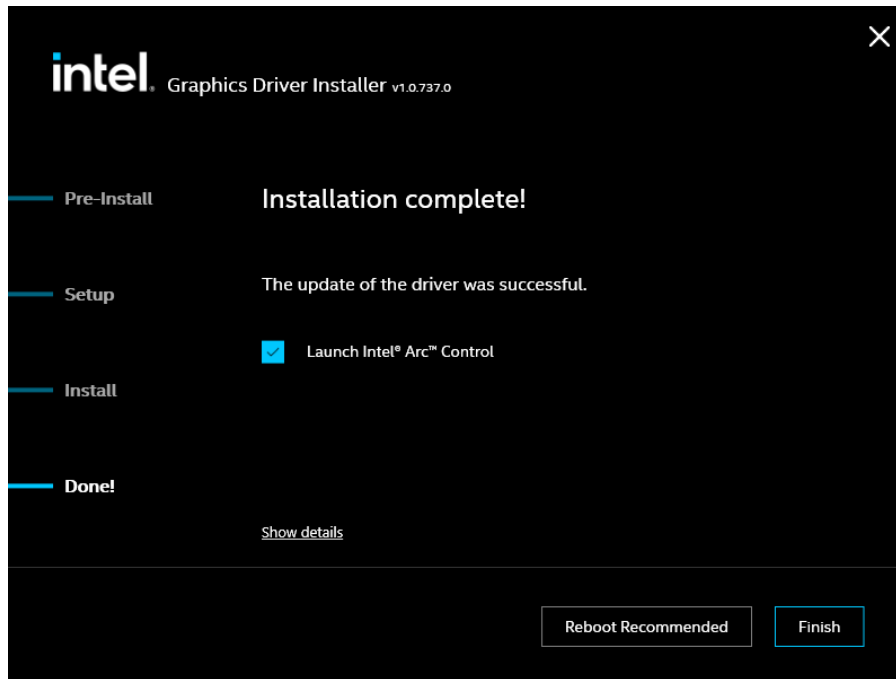 intel. Graphics Driver Installer v1.0.737.0
Pre-Install
Setup
Install
Done!
Installation complete!
The update of the driver was successful.
Launch Intel® Arc™ Control
Show details
Reboot Recommended
Finish